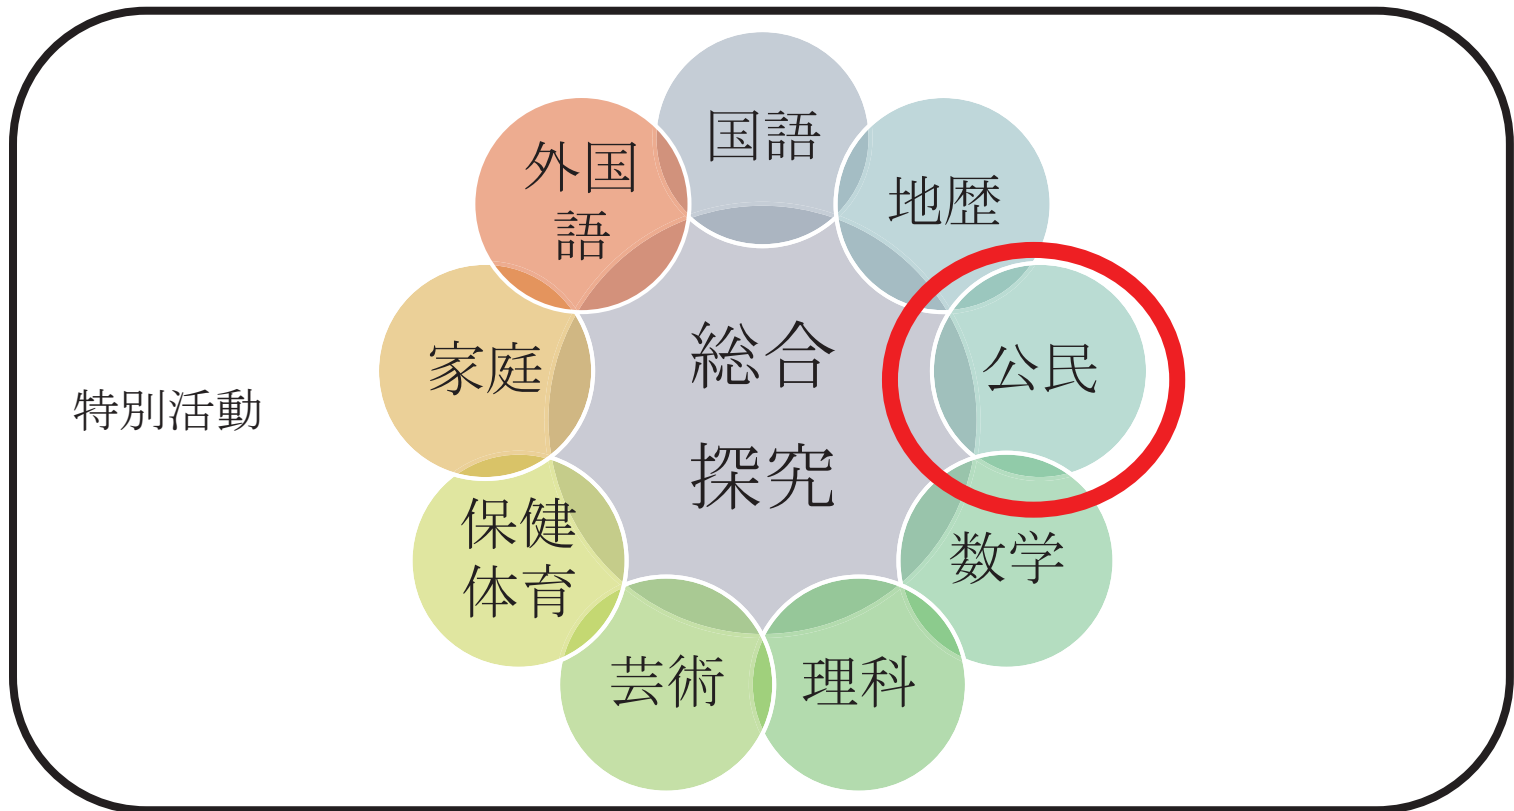 国語
地歴
公民
数学
理科
芸術
保健
体育
家庭
外国
語
総合
探究
特別活動